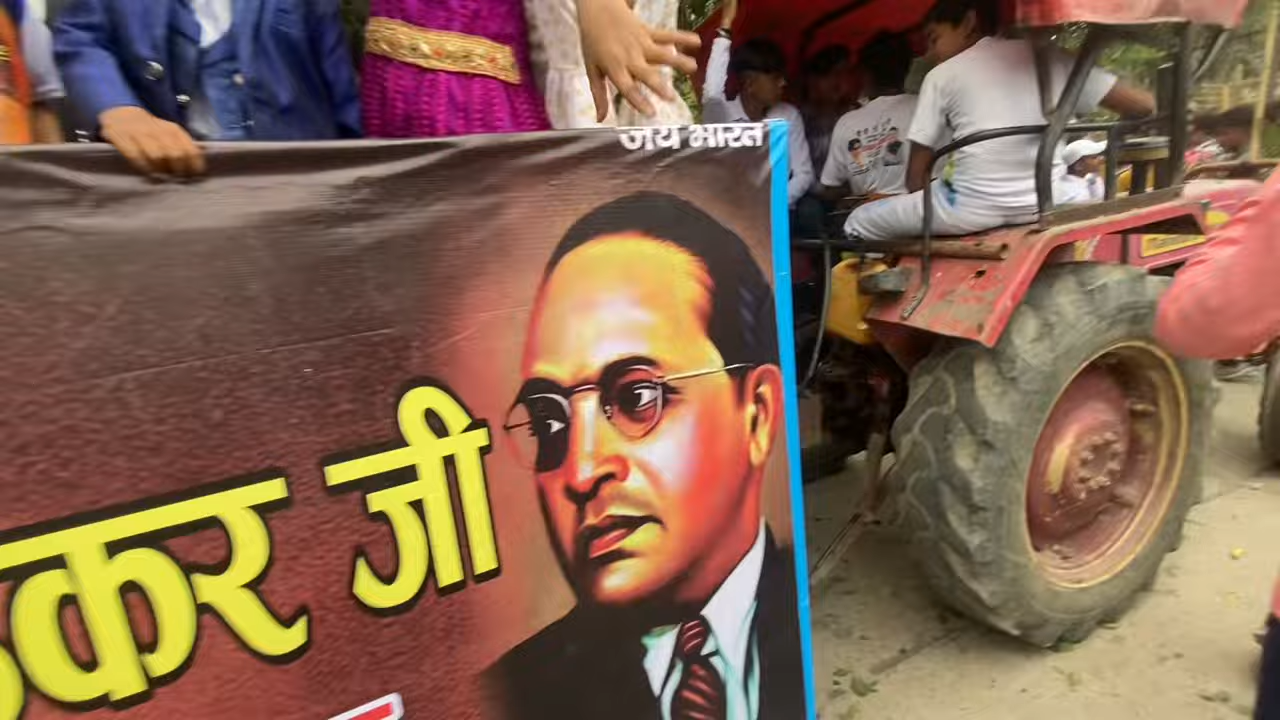 जय भारत
कर जी